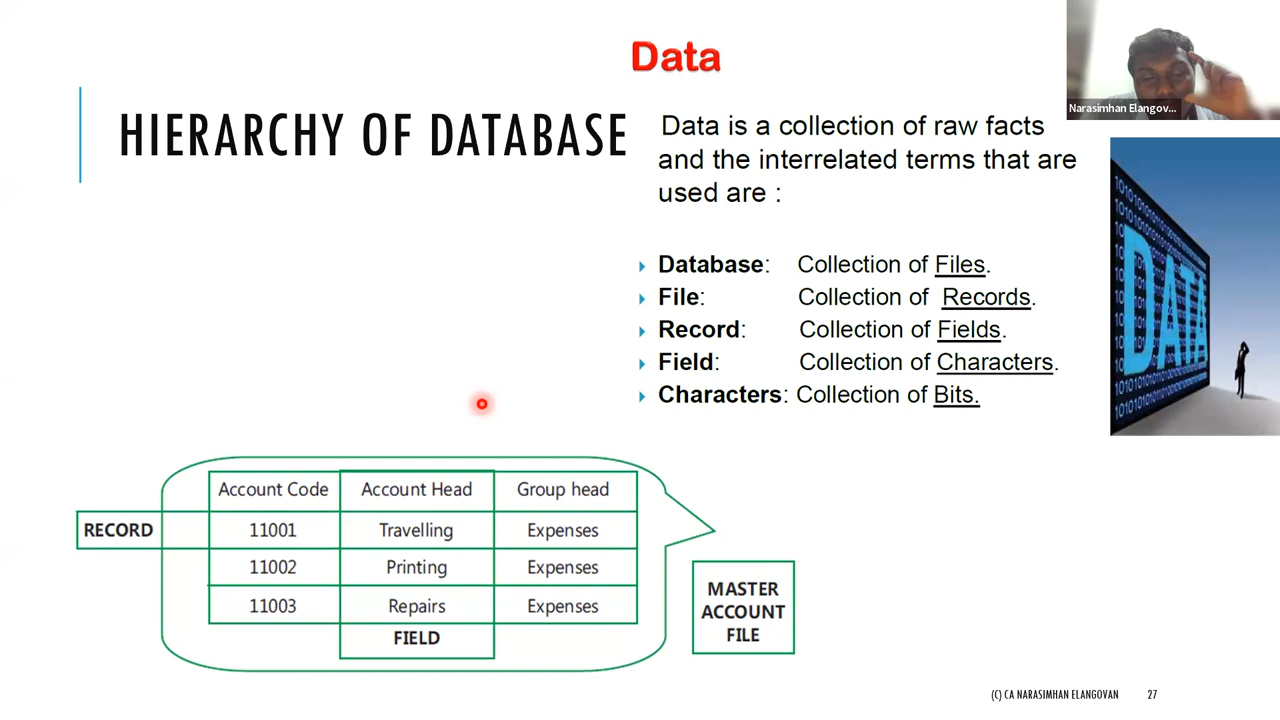 Data
HIERARCHY OF DATABASE
Narasimhan Elangov...
Data is a collection of raw facts
and the interrelated terms that are
used are :
Database: Collection of Files.
File: Collection of Records.
Record: Collection of Fields.
Field: Collection of Characters.
Characters: Collection of Bits.
DATA
Account Code Account Head Group head
RECORD 11001 Travelling Expenses
11002 Printing Expenses
11003 Repairs Expenses
FIELD
MASTER
ACCOUNT
FILE
(C) CA NARASIMHAN ELANGOVAN 27